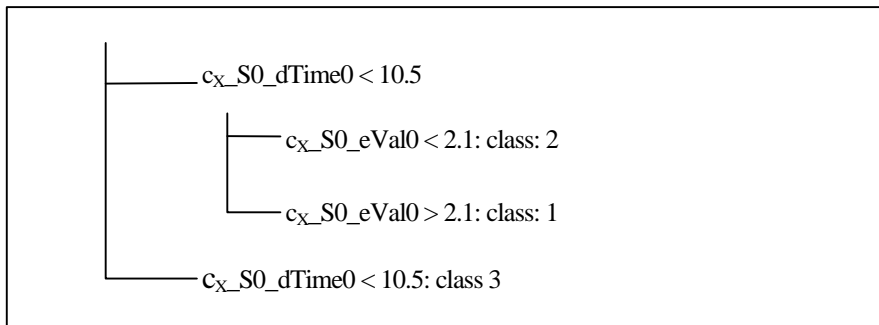 cX_S0_dTime0 < 10.5
cX_S0_eVal0 < 2.1: class: 2
cX_S0_eVal0 > 2.1: class: 1
cX_S0_dTime0 < 10.5: class 3